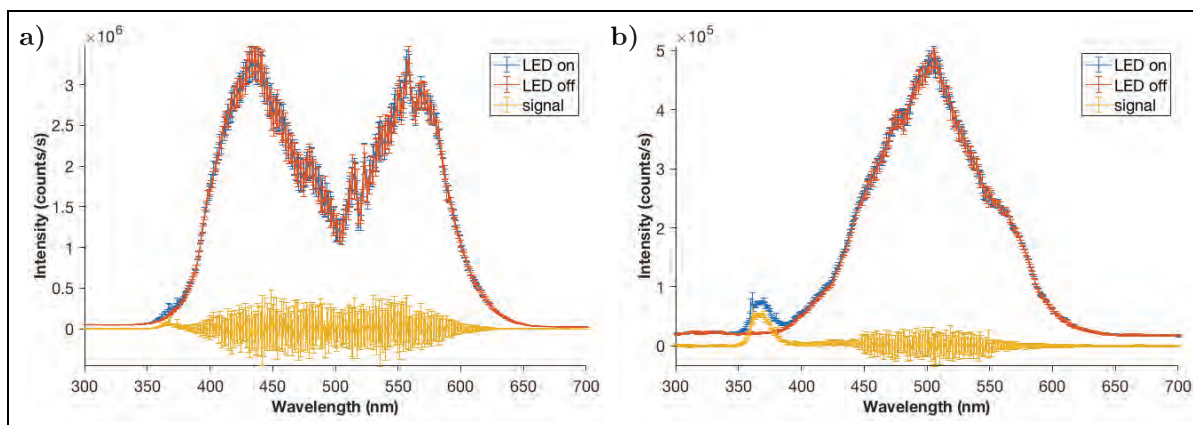 a)
×10^6
3
2.5
2
1.5
1
0.5
0
Intensity (counts/s)
300 350 400 450 500 550 600 650 700
Wavelength (nm)
LED on
LED off
signal
b)
×10^5
5
4
3
2
1
0
Intensity (counts/s)
300 350 400 450 500 550 600 650 700
Wavelength (nm)
LED on
LED off
signal